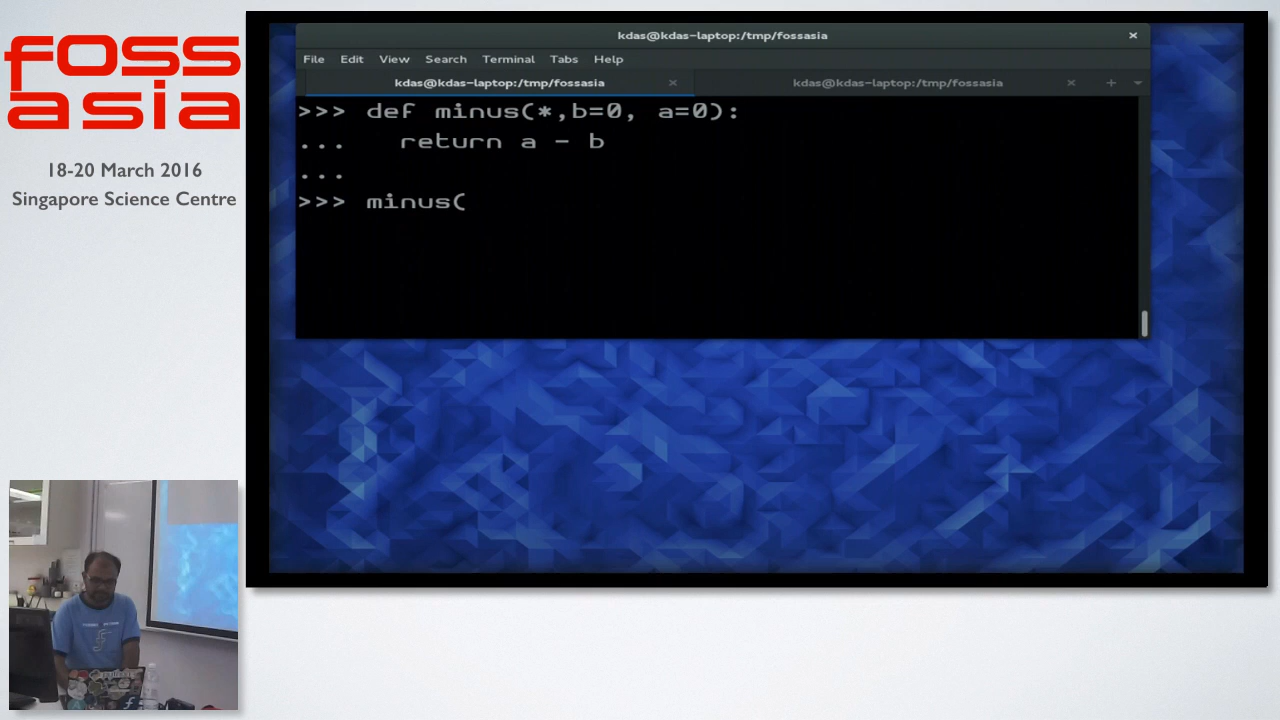 foss
asia
18-20 March 2016
Singapore Science Centre
kdas@kdas-laptop:/tmp/fossasia
File Edit View Search Terminal Tabs Help
kdas@kdas-laptop:/tmp/fossasia
kdas@kdas-laptop:/tmp/fossasia
>>> def minus(*,b=0, a=0):
...   return a - b
...
>>> minus(